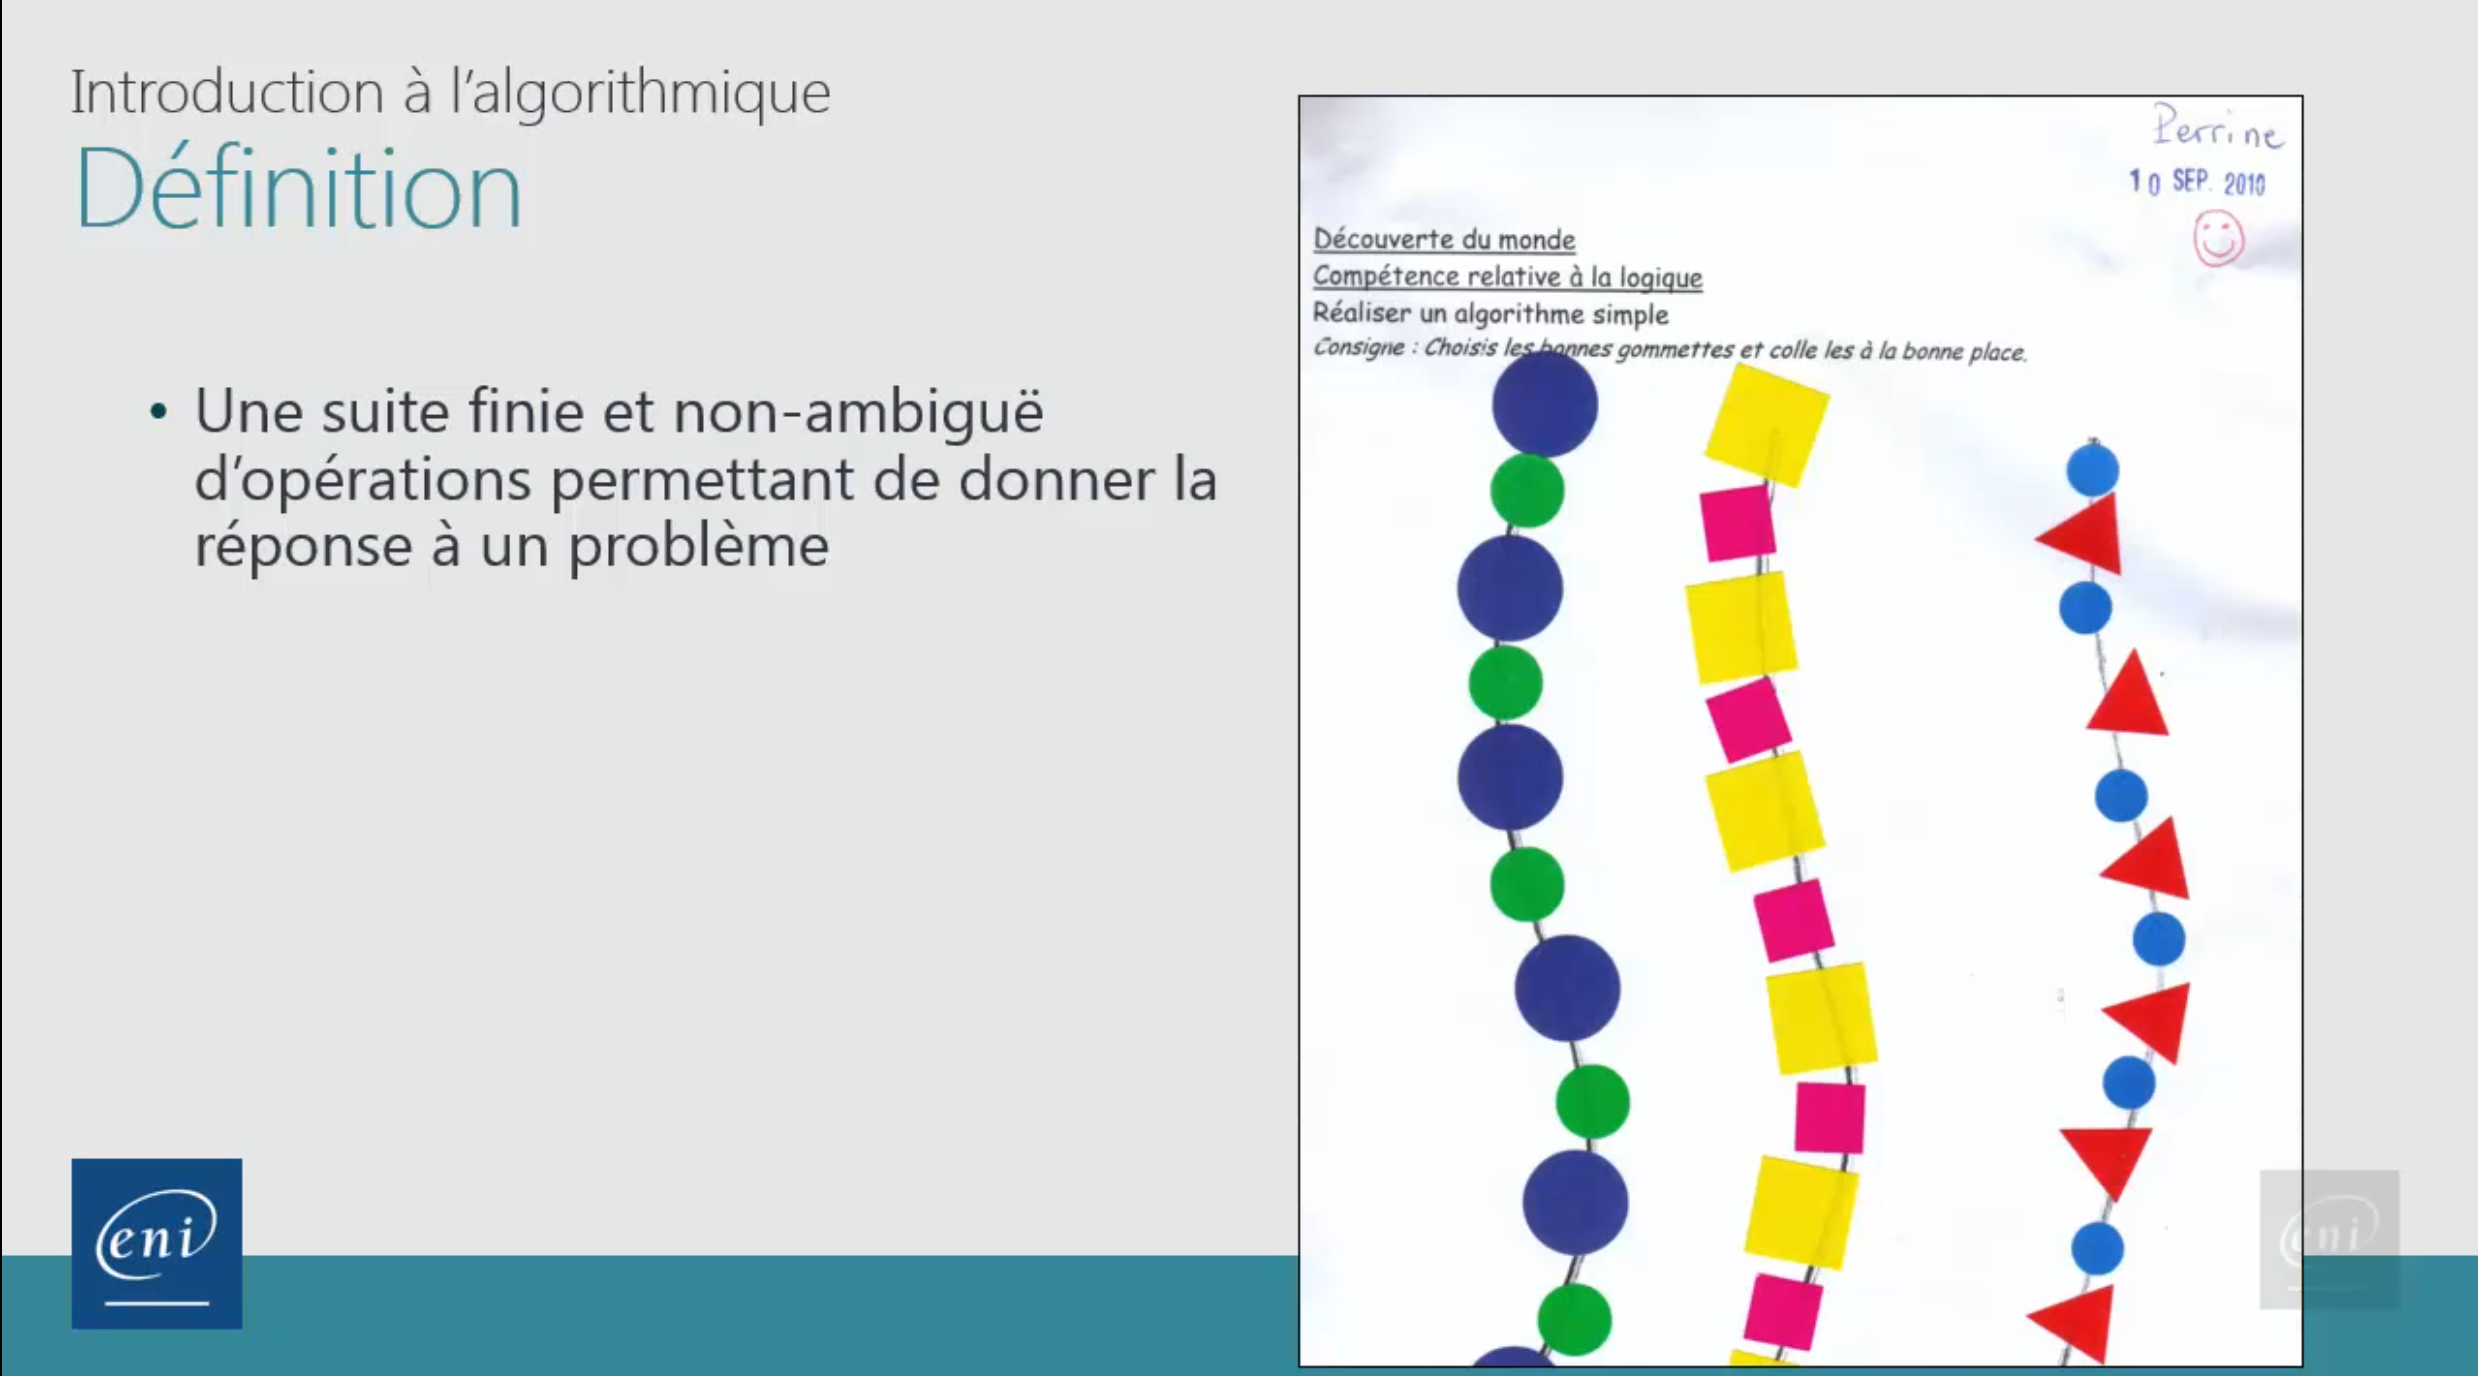 Introduction à l'algorithmique
Définition
• Une suite finie et non-ambiguë
d'opérations permettant de donner la
réponse à un problème
Perrine
10 SEP. 2010
Découverte du monde
Compétence relative à la logique
Réaliser un algorithme simple
Consigne : Choisis les bonnes gommettes et colle les à la bonne place.
eni
eni